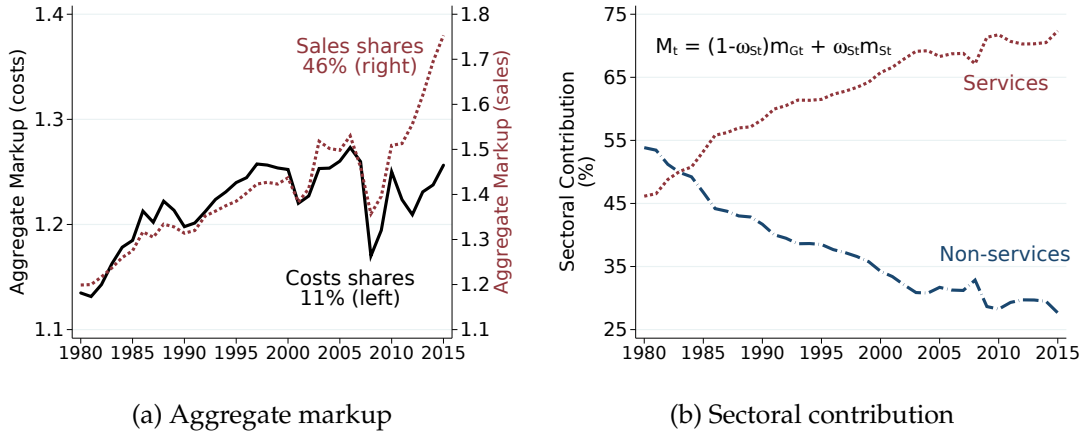 Aggregate Markup (costs)
1.4
1.3
1.2
1.1
Sales shares
46% (right)
Costs shares
11% (left)
1.8
1.7
1.6
1.5
1.4
1.3
1.2
1.1
Aggregate Markup (sales)
1980 1985 1990 1995 2000 2005 2010 2015
(a) Aggregate markup
Sectoral Contribution
(%)
75
65
55
45
35
25
Mt = (1-ωSt)mGt + ωStmSt
Services
Non-services
1980 1985 1990 1995 2000 2005 2010 2015
(b) Sectoral contribution